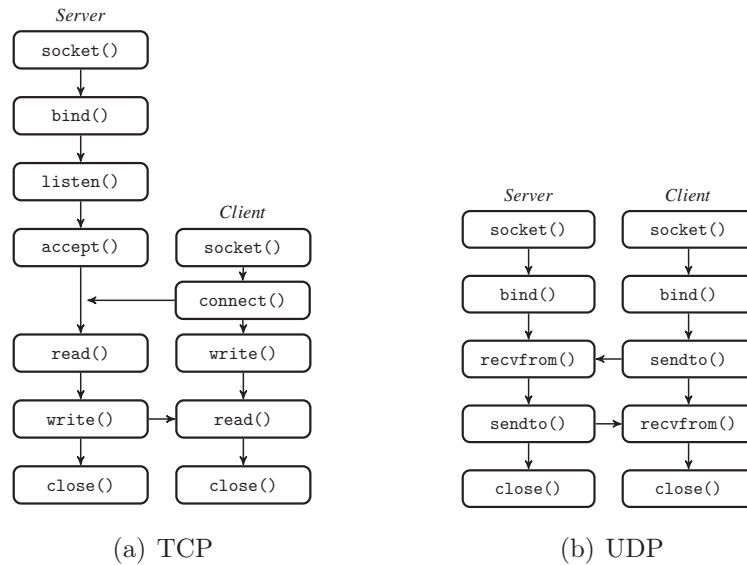 Server
socket()
bind()
listen()
accept()
read()
write()
close()
Client
socket()
connect()
write()
read()
close()
(a) TCP
Server
socket()
bind()
recvfrom()
sendto()
close()
Client
socket()
bind()
sendto()
recvfrom()
close()
(b) UDP